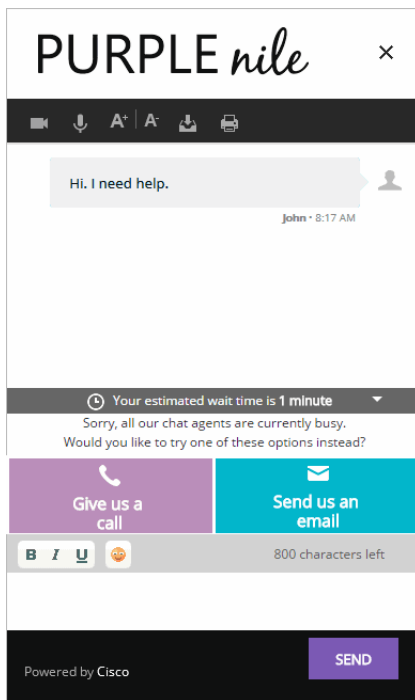 PURPLE nile
A+ A-
Hi. I need help.
John • 8:17 AM
Your estimated wait time is 1 minute
Sorry, all our chat agents are currently busy.
Would you like to try one of these options instead?
Give us a
call
Send us an
email
B I U
800 characters left
SEND
Powered by Cisco